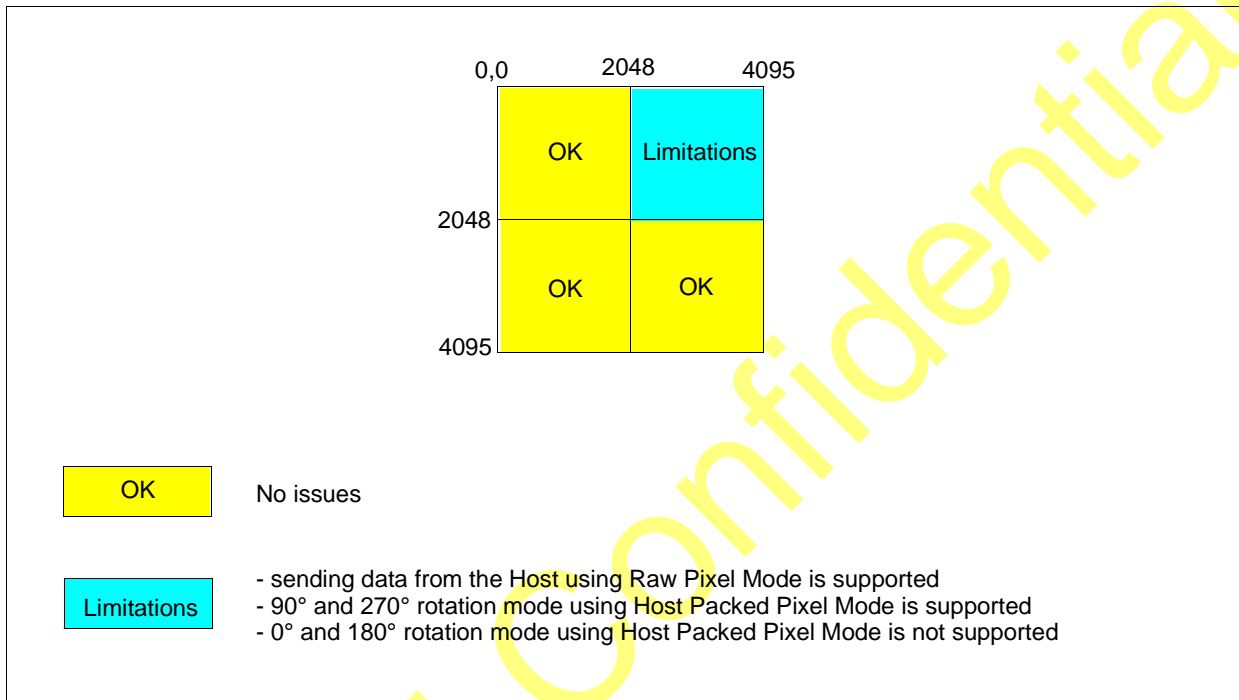 0,0 2048 4095
OK Limitations
2048
OK OK
4095
OK No issues
Limitations
- sending data from the Host using Raw Pixel Mode is supported
- 90° and 270° rotation mode using Host Packed Pixel Mode is supported
- 0° and 180° rotation mode using Host Packed Pixel Mode is not supported
Confidential